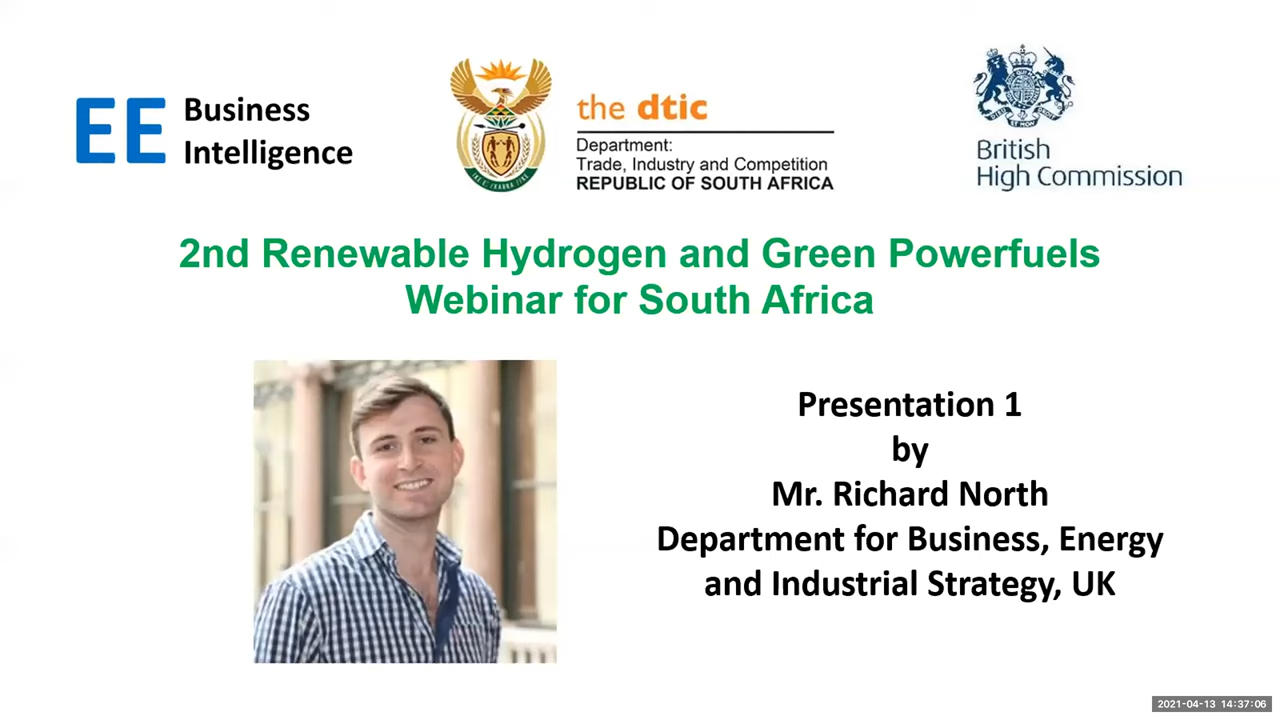 EE Business
Intelligence
the dtic
Department:
Trade, Industry and Competition
REPUBLIC OF SOUTH AFRICA
British
High Commission
2nd Renewable Hydrogen and Green Powerfuels
Webinar for South Africa
Presentation 1
by
Mr. Richard North
Department for Business, Energy
and Industrial Strategy, UK
2021-04-13 14:37:06